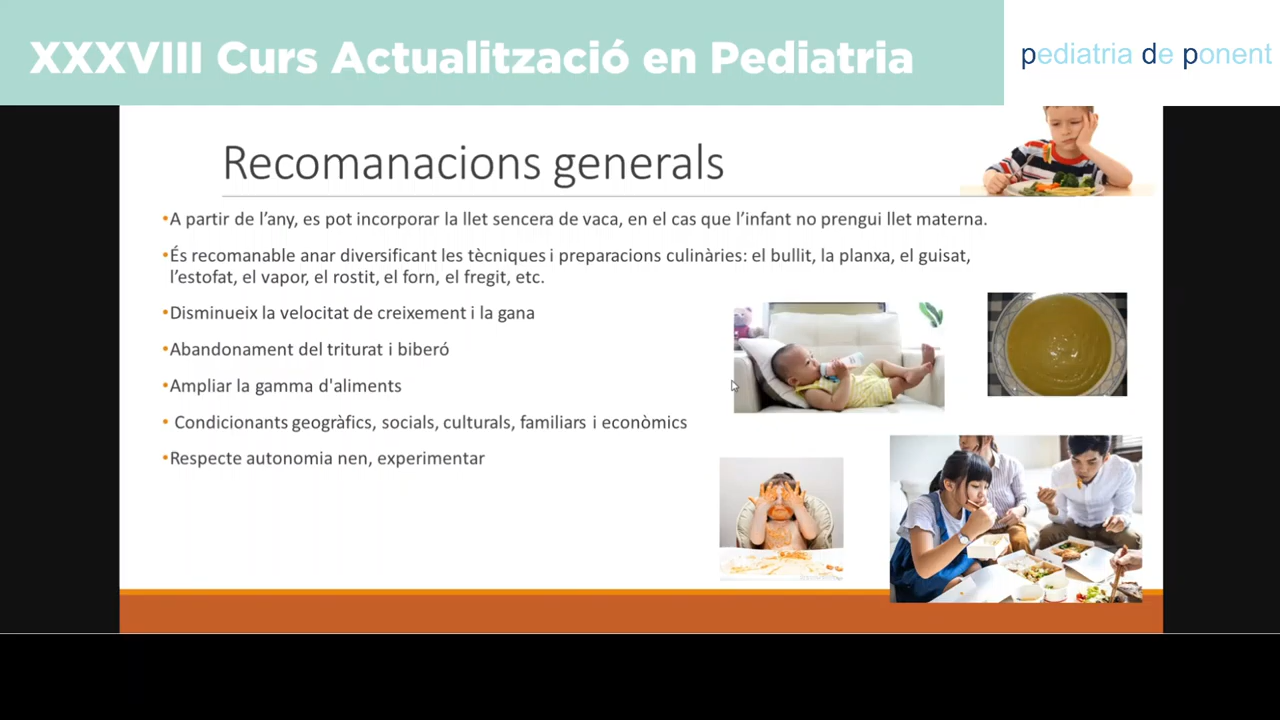 XXXVIII Curs Actualització en Pediatria
pediatria de ponent
Recomanacions generals
•A partir de l’any, es pot incorporar la llet sencera de vaca, en el cas que l’infant no prengui llet materna.
•És recomanable anar diversificant les tècniques i preparacions culinàries: el bullit, la planxa, el guisat,
l’estofat, el vapor, el rostit, el forn, el fregit, etc.
•Disminueix la velocitat de creixement i la gana
•Abandonament del triturat i biberó
•Ampliar la gamma d'aliments
• Condicionants geogràfics, socials, culturals, familiars i econòmics
•Respecte autonomia nen, experimentar